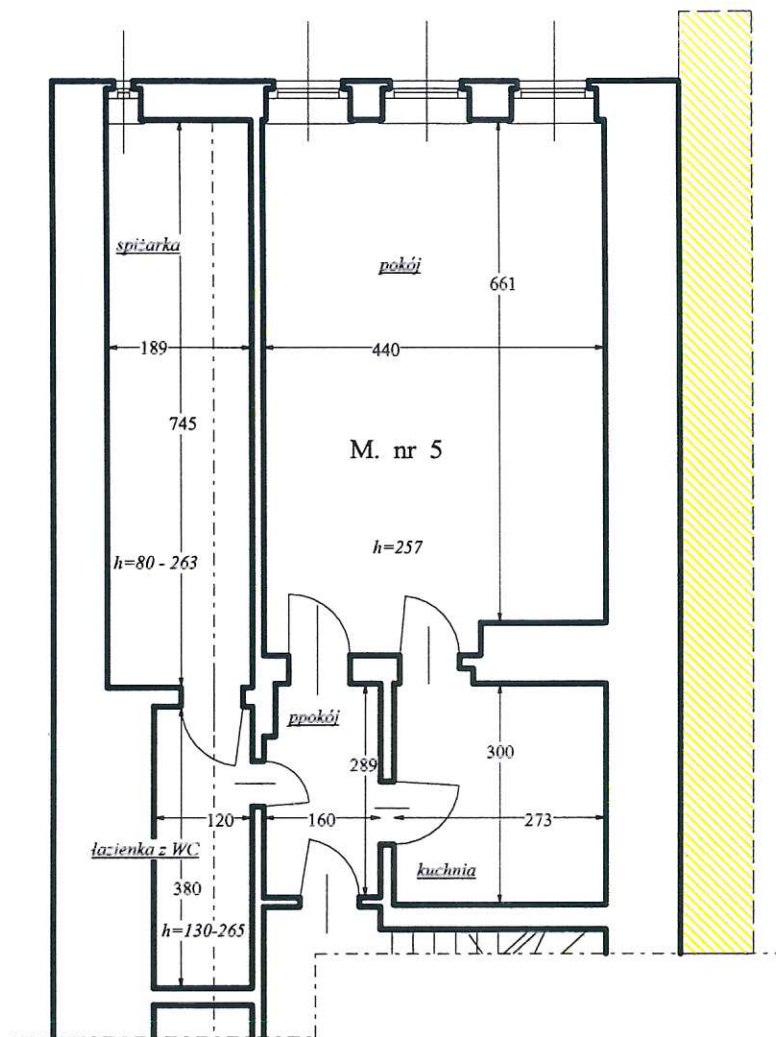 spiżarka
pokój
661
189
440
745
M. nr 5
h=257
h=80 - 263
ppokój
289
300
120
160
273
łazienka z WC
kuchnia
380
h=130-265